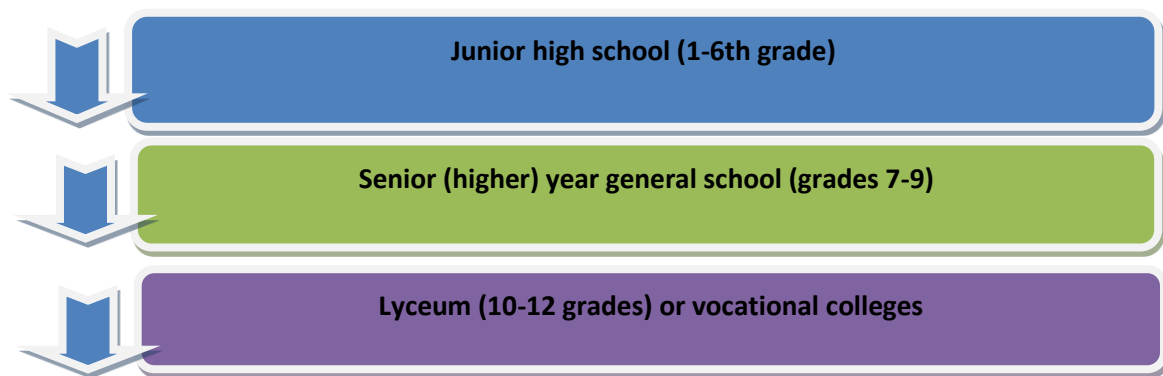 Junior high school (1-6th grade)
Senior (higher) year general school (grades 7-9)
Lyceum (10-12 grades) or vocational colleges